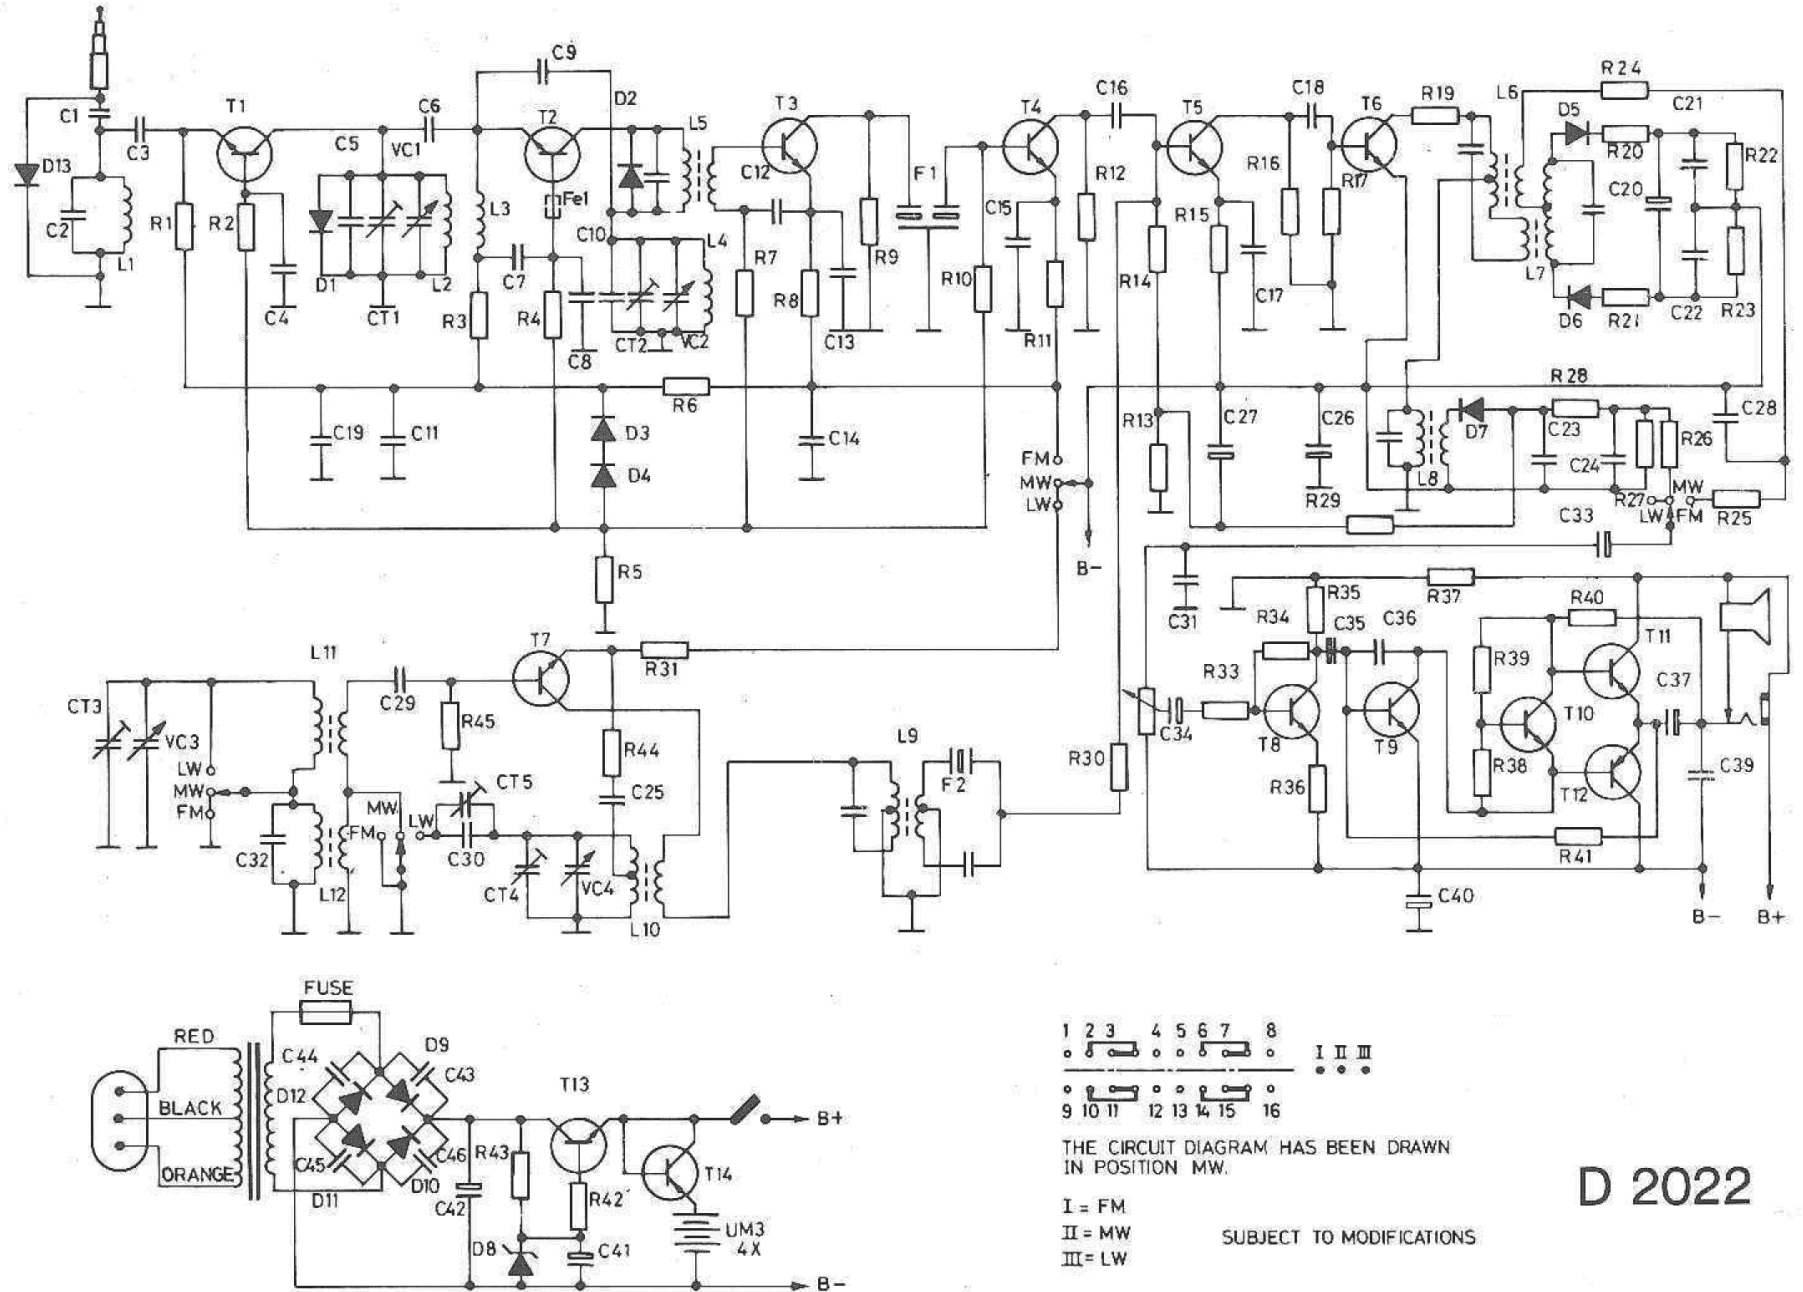 C9
T1
C6
T2
D2
L5
T3
T4
C16
T5
C18
T6
R19
L6
R24
D5
C21
C1
C3
C5
VC1
D13
Fe1
C12
F1
R12
R16
R17
R20
R22
C20
C2
L1
R1
R2
L3
C10
L4
R7
R9
C15
R15
L7
C4
D1
CT1
L2
C7
R3
R4
C8
CT2
VC2
R8
C13
R10
R11
R14
C17
D6
R21
C22
R23
R6
R28
C19
C11
D3
D4
C14
FM
MW
LW
R13
C27
C26
R29
L8
D7
C23
C24
R26
R27
C28
MW
LW
FM
R25
R5
B-
C33
C31
R34
R35
C35
C36
R37
R40
T11
L11
T7
R31
C29
R45
R44
R33
C34
T8
T9
R39
T10
C37
CT3
VC3
LW
MW
FM
C32
L12
MW
FM
LW
CT5
C30
C25
CT4
VC4
L10
L9
F2
R30
R36
R38
T12
R41
C39
C40
B-
B+
FUSE
RED
C44
D9
C43
D12
BLACK
ORANGE
C45
D11
D10
C46
C42
R43
T13
T14
R42
D8
C41
UM3
4X
B+
B-
1 2 3 4 5 6 7 8
I II III
9 10 11 12 13 14 15 16
THE CIRCUIT DIAGRAM HAS BEEN DRAWN
IN POSITION MW.
I = FM
II = MW
III = LW
SUBJECT TO MODIFICATIONS
D 2022